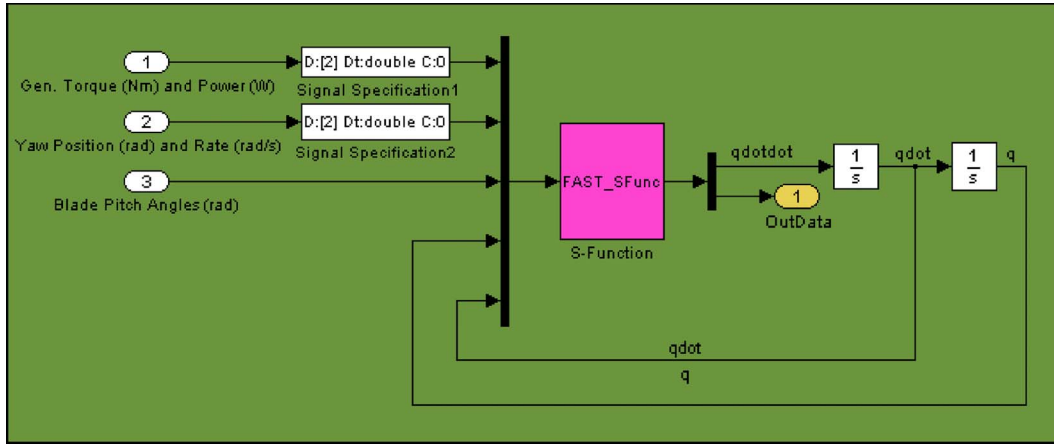 1
D:[2] Dt:double C:0
Gen. Torque (Nm) and Power (W)
Signal Specification1
2
D:[2] Dt:double C:0
Yaw Position (rad) and Rate (rad/s)
Signal Specification2
3
Blade Pitch Angles (rad)
FAST_SFunc
S-Function
qdotdot
1
s
qdot
1
s
q
1
OutData
qdot
q